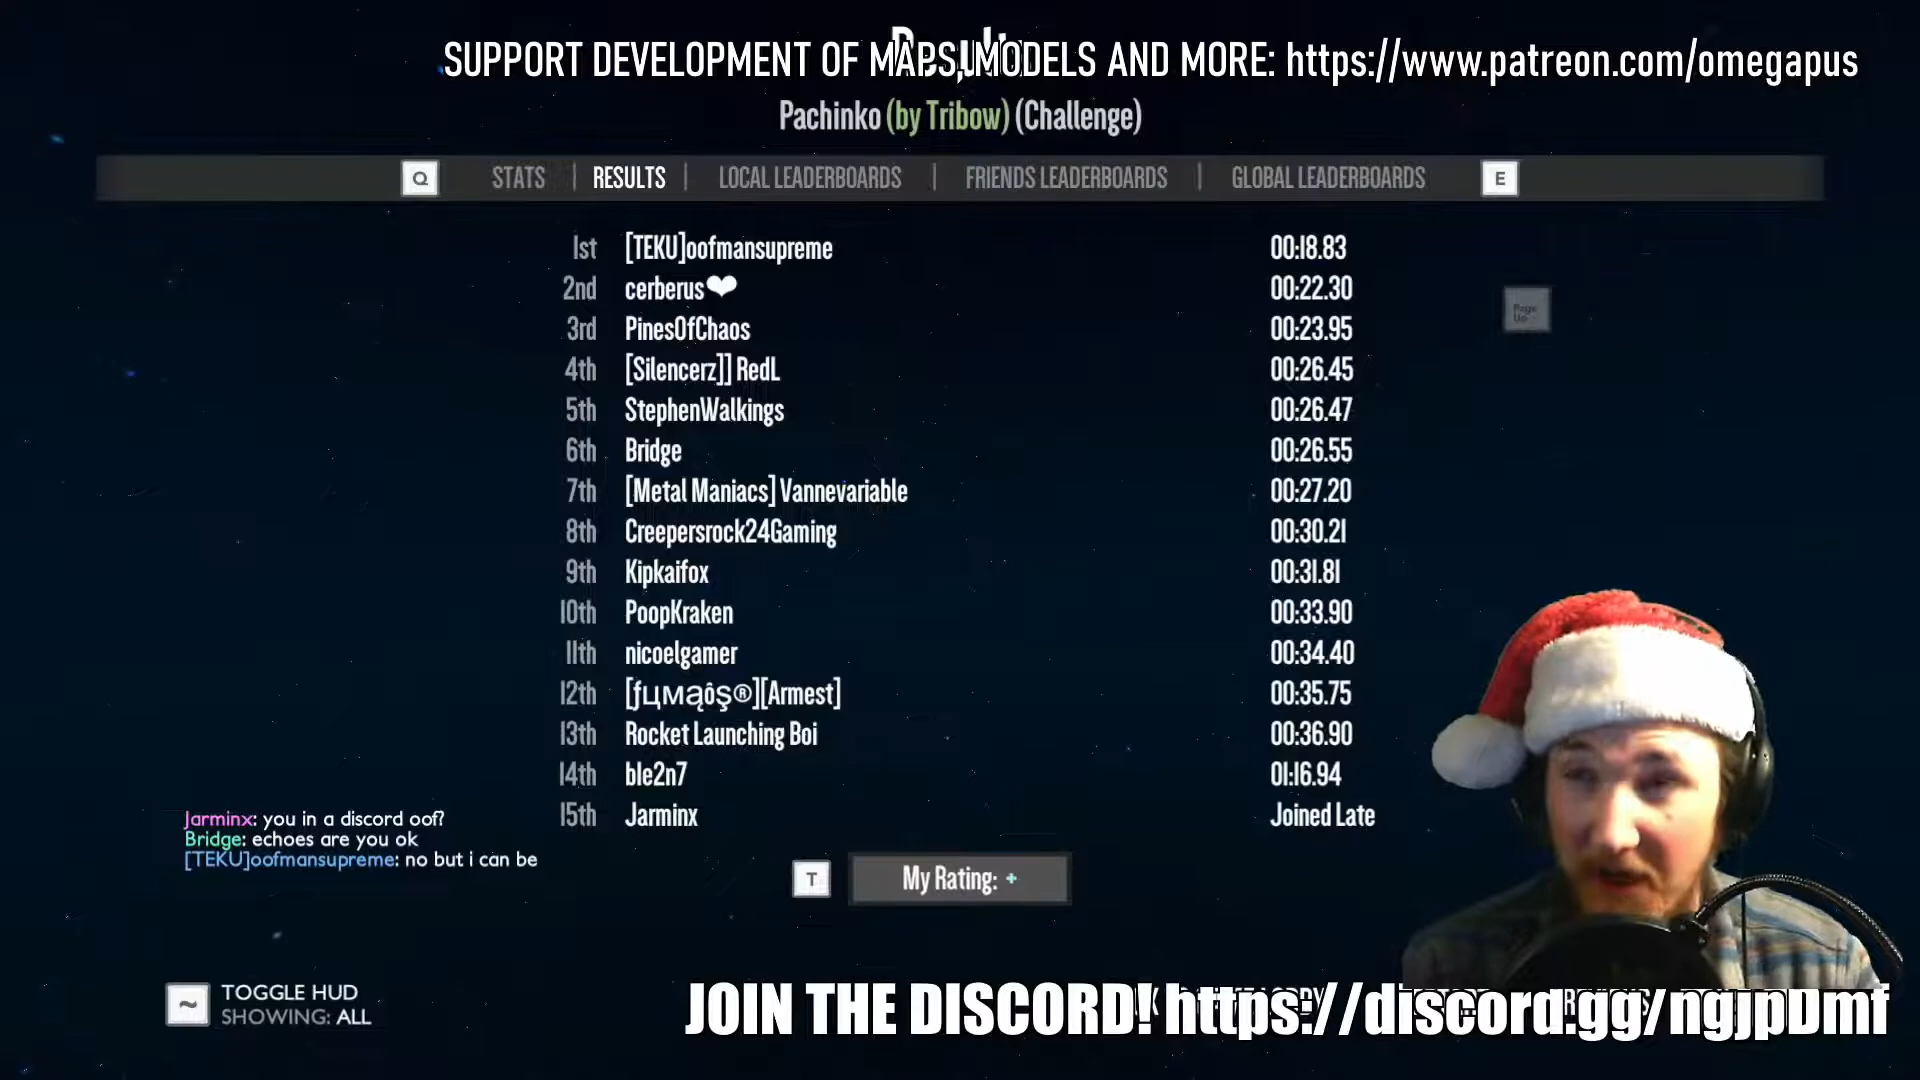 SUPPORT DEVELOPMENT OF MAPS, MODELS AND MORE: https://www.patreon.com/omegapus
Results
Pachinko (by Tribow) (Challenge)
Q STATS RESULTS LOCAL LEADERBOARDS FRIENDS LEADERBOARDS GLOBAL LEADERBOARDS E
1st [TEKU]oofmansupreme 00:18.83
2nd cerberus❤ 00:22.30
Page Up
3rd PinesOfChaos 00:23.95
4th [Silencerz]] RedL 00:26.45
5th StephenWalkings 00:26.47
6th Bridge 00:26.55
7th [Metal Maniacs] Vannevariable 00:27.20
8th Creepersrock24Gaming 00:30.21
9th Kipkaifox 00:31.81
10th PoopKraken 00:33.90
11th nicoelgamer 00:34.40
12th [ƒцмąôş®][Armest] 00:35.75
13th Rocket Launching Boi 00:36.90
14th ble2n7 01:16.94
15th Jarminx Joined Late
Jarminx: you in a discord oof?
Bridge: echoes are you ok
[TEKU]oofmansupreme: no but i can be
T My Rating: +
~ TOGGLE HUD
SHOWING: ALL
JOIN THE DISCORD! https://discord.gg/ngjpDmf